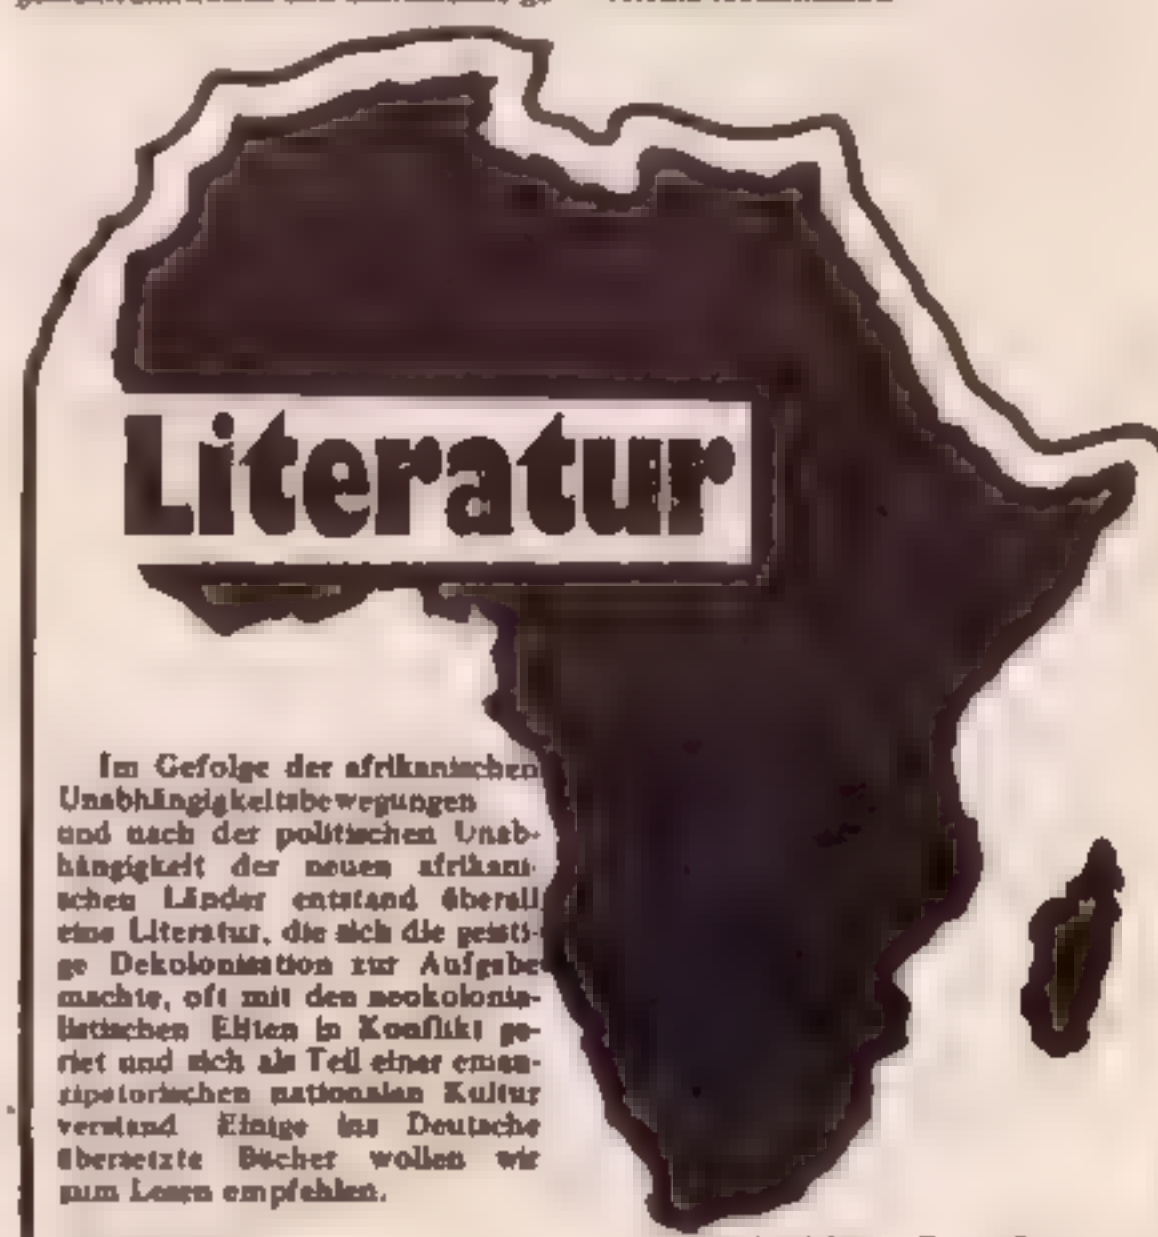 Literatur
Im Gefolge der afrikanischen
Unabhängigkeitsbewegungen
und nach der politischen Unab-
hängigkeit der neuen afrikani-
schen Länder entstand überall
eine Literatur, die sich die geisti-
ge Dekolonisation zur Aufgabe
machte, oft mit den neokolonia-
listischen Eliten in Konflikt ge-
riet und sich als Teil einer eman-
zipatorischen nationalen Kultur
verstand Einige ins Deutsche
übersetzte Bücher wollen wir
zum Lesen empfehlen.